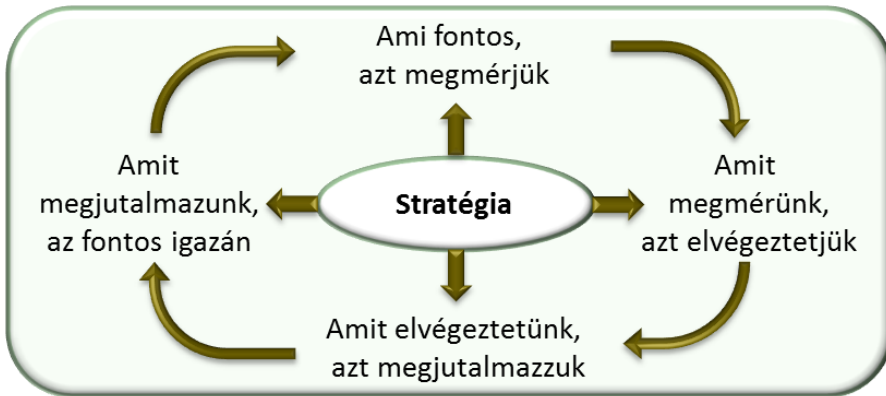 Ami fontos,
azt megmérjük
Amit
megmérünk,
azt elvégeztetjük
Amit elvégeztetünk,
azt megjutalmazzuk
Amit
megjutalmazunk,
az fontos igazán
Stratégia